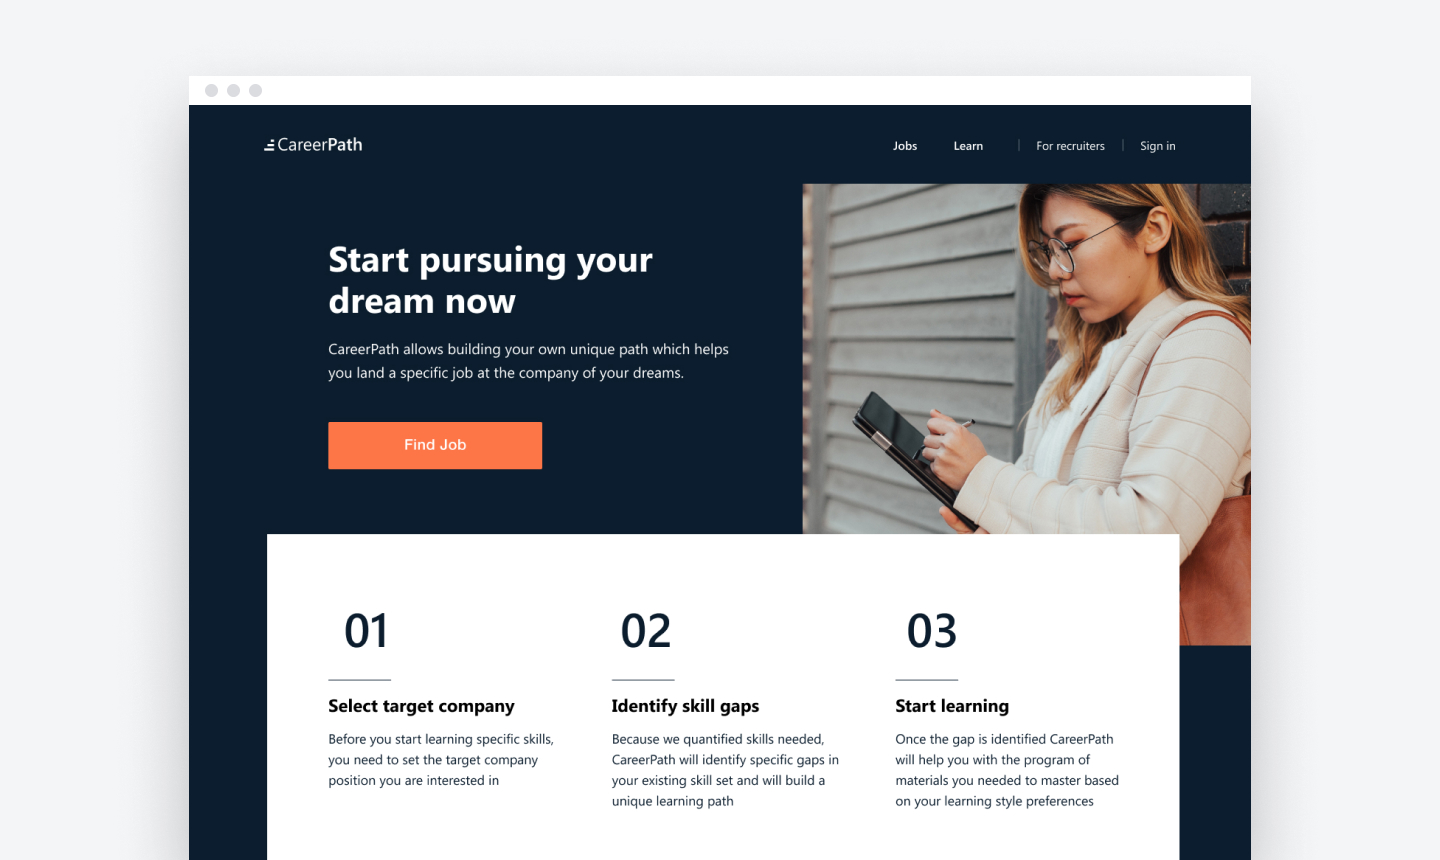 CareerPath
Jobs Learn For recruiters Sign in
Start pursuing your
dream now
CareerPath allows building your own unique path which helps
you land a specific job at the company of your dreams.
Find Job
01
Select target company
Before you start learning specific skills,
you need to set the target company
position you are interested in
02
Identify skill gaps
Because we quantified skills needed,
CareerPath will identify specific gaps in
your existing skill set and will build a
unique learning path
03
Start learning
Once the gap is identified CareerPath
will help you with the program of
materials you needed to master based
on your learning style preferences